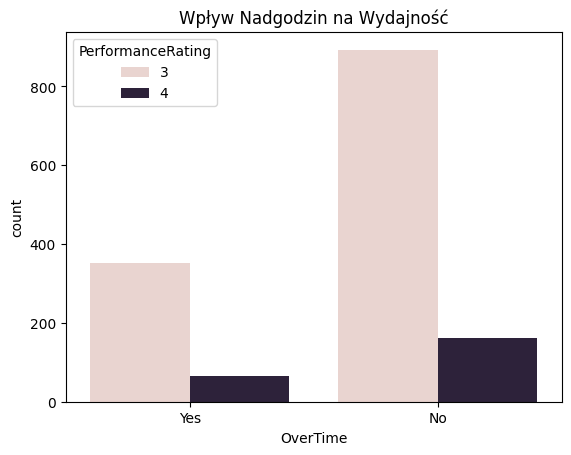 Wpływ Nadgodzin na Wydajność
PerformanceRating
3
4
count
800
600
400
200
0
Yes
No
OverTime